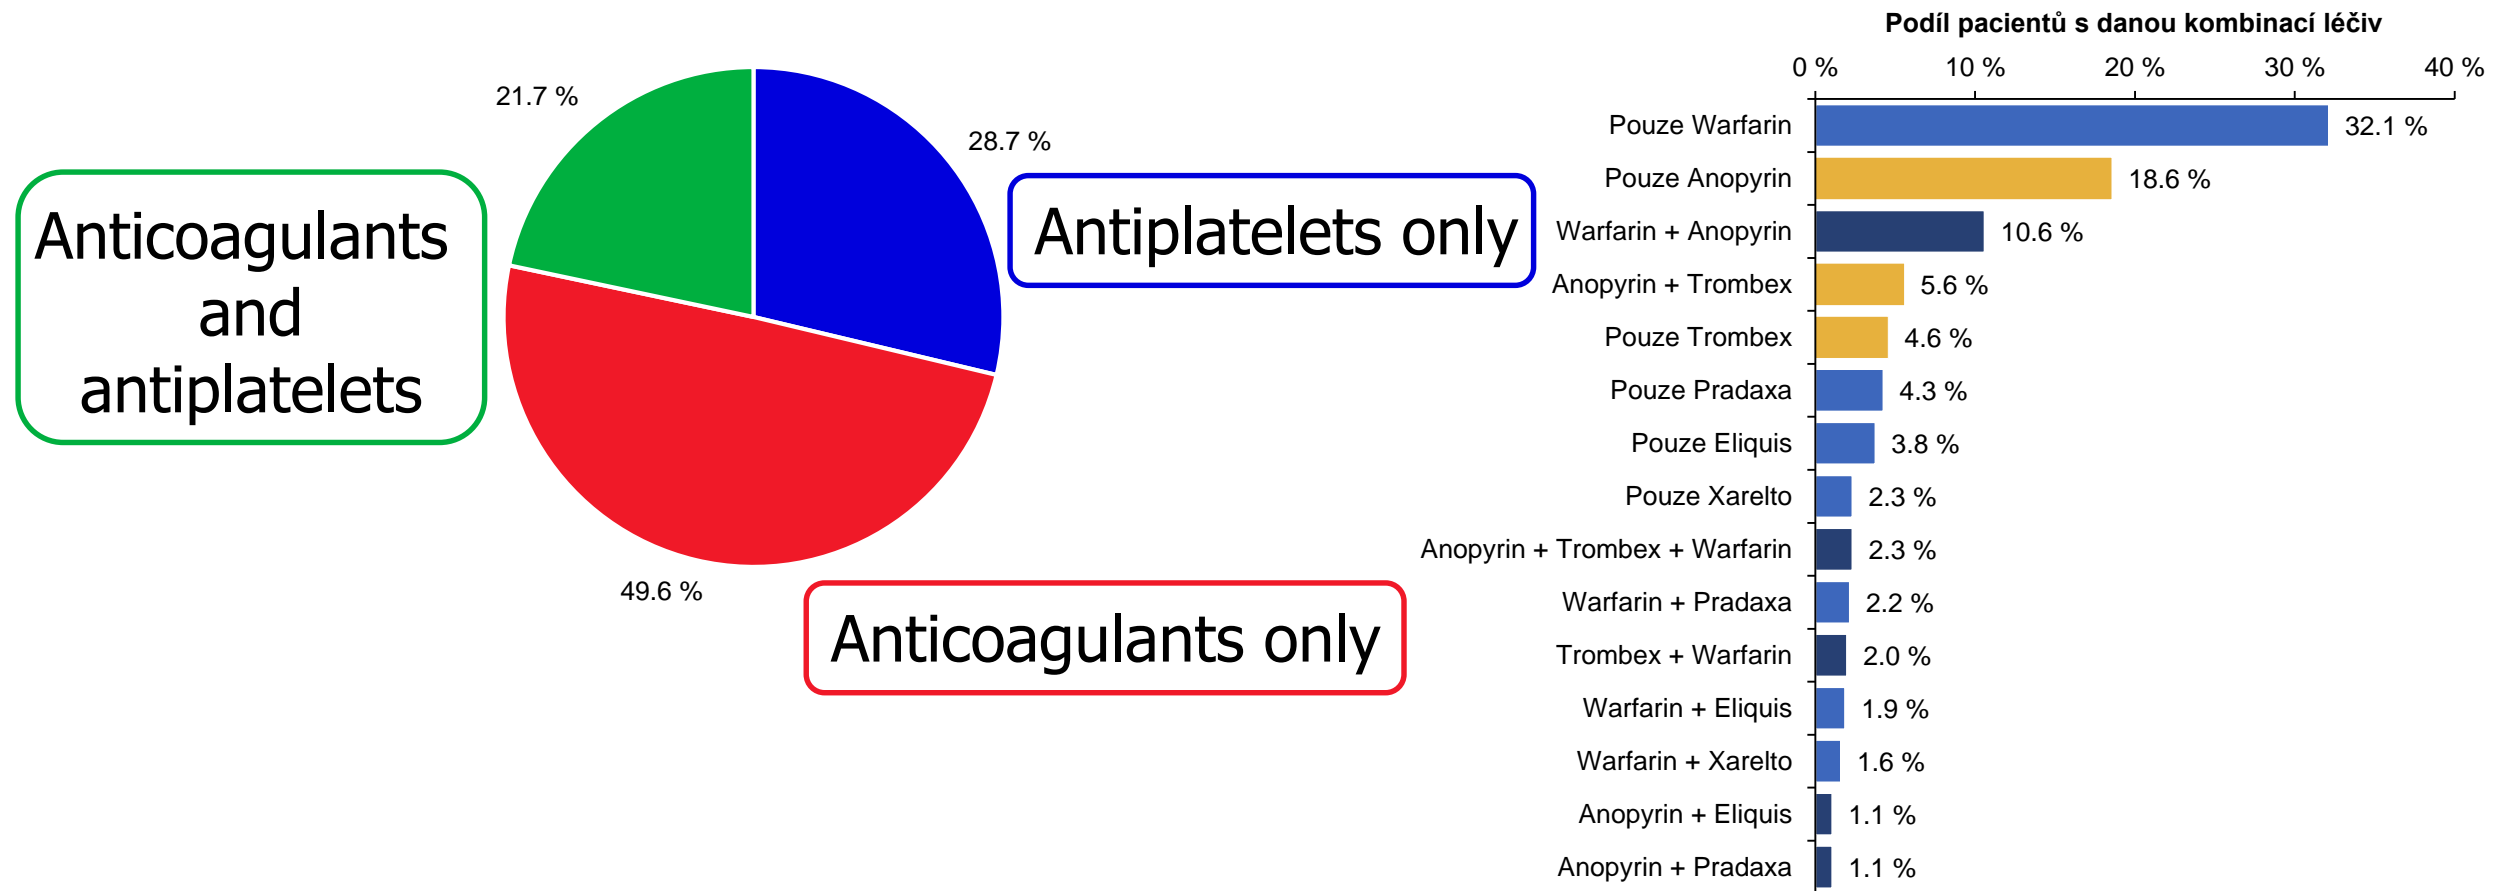 21.7 %
28.7 %
Anticoagulants
and
antiplatelets
Antiplatelets only
49.6 %
Anticoagulants only
Podíl pacientů s danou kombinací léčiv
0 % 10 % 20 % 30 % 40 %
Pouze Warfarin 32.1 %
Pouze Anopyrin 18.6 %
Warfarin + Anopyrin 10.6 %
Anopyrin + Trombex 5.6 %
Pouze Trombex 4.6 %
Pouze Pradaxa 4.3 %
Pouze Eliquis 3.8 %
Pouze Xarelto 2.3 %
Anopyrin + Trombex + Warfarin 2.3 %
Warfarin + Pradaxa 2.2 %
Trombex + Warfarin 2.0 %
Warfarin + Eliquis 1.9 %
Warfarin + Xarelto 1.6 %
Anopyrin + Eliquis 1.1 %
Anopyrin + Pradaxa 1.1 %